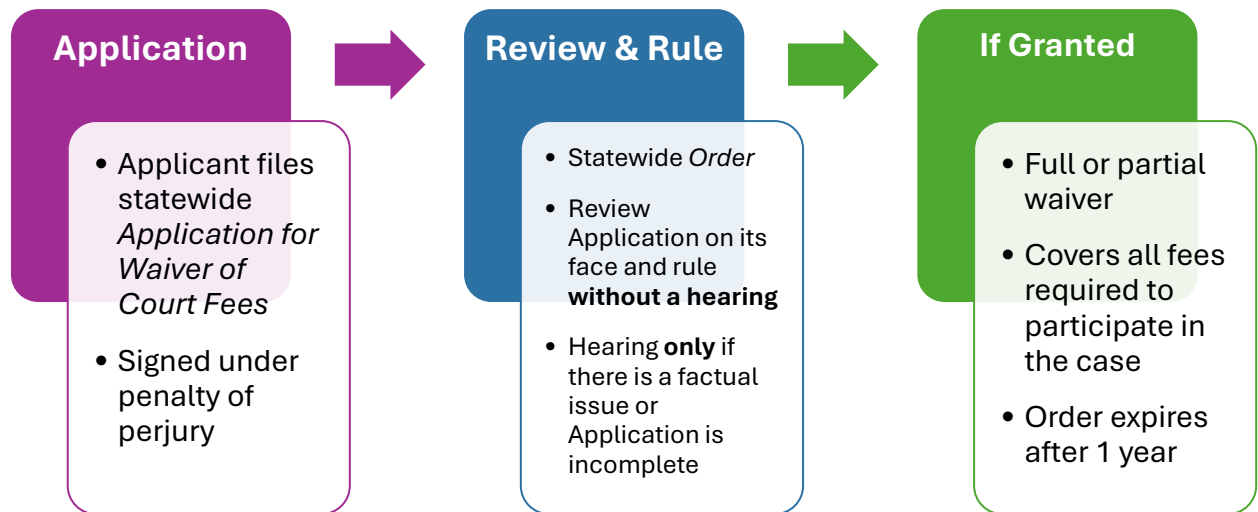 Application
• Applicant files
statewide
Application for
Waiver of
Court Fees
• Signed under
penalty of
perjury
Review & Rule
• Statewide Order
• Review
Application on its
face and rule
without a hearing
• Hearing only if
there is a factual
issue or
Application is
incomplete
If Granted
• Full or partial
waiver
• Covers all fees
required to
participate in
the case
• Order expires
after 1 year